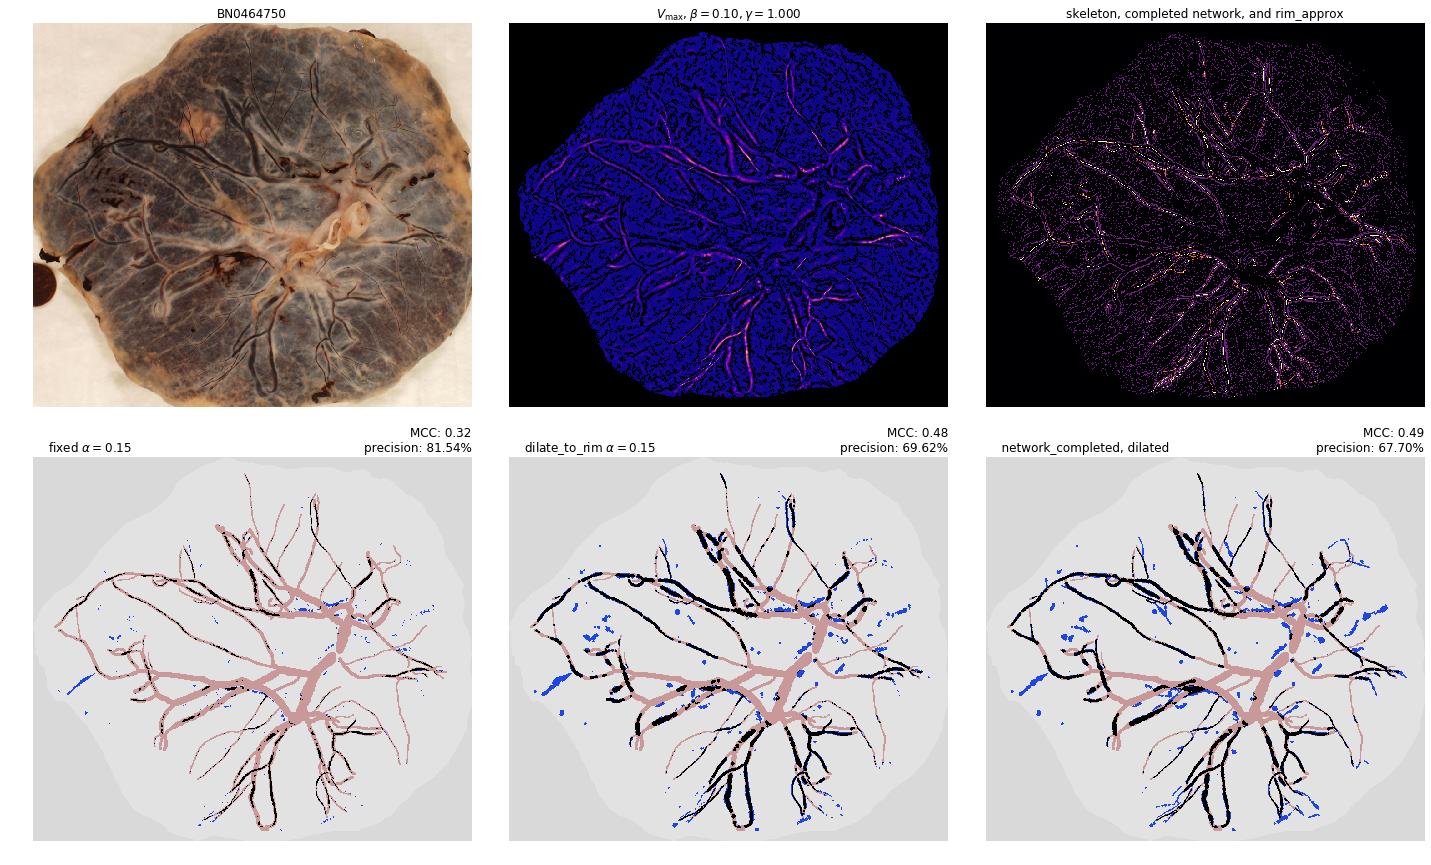 BN0464750
V_max, β = 0.10, γ = 1.000
skeleton, completed network, and rim_approx
MCC: 0.32
fixed α = 0.15 precision: 81.54%
MCC: 0.48
dilate_to_rim α = 0.15 precision: 69.62%
MCC: 0.49
network_completed, dilated precision: 67.70%